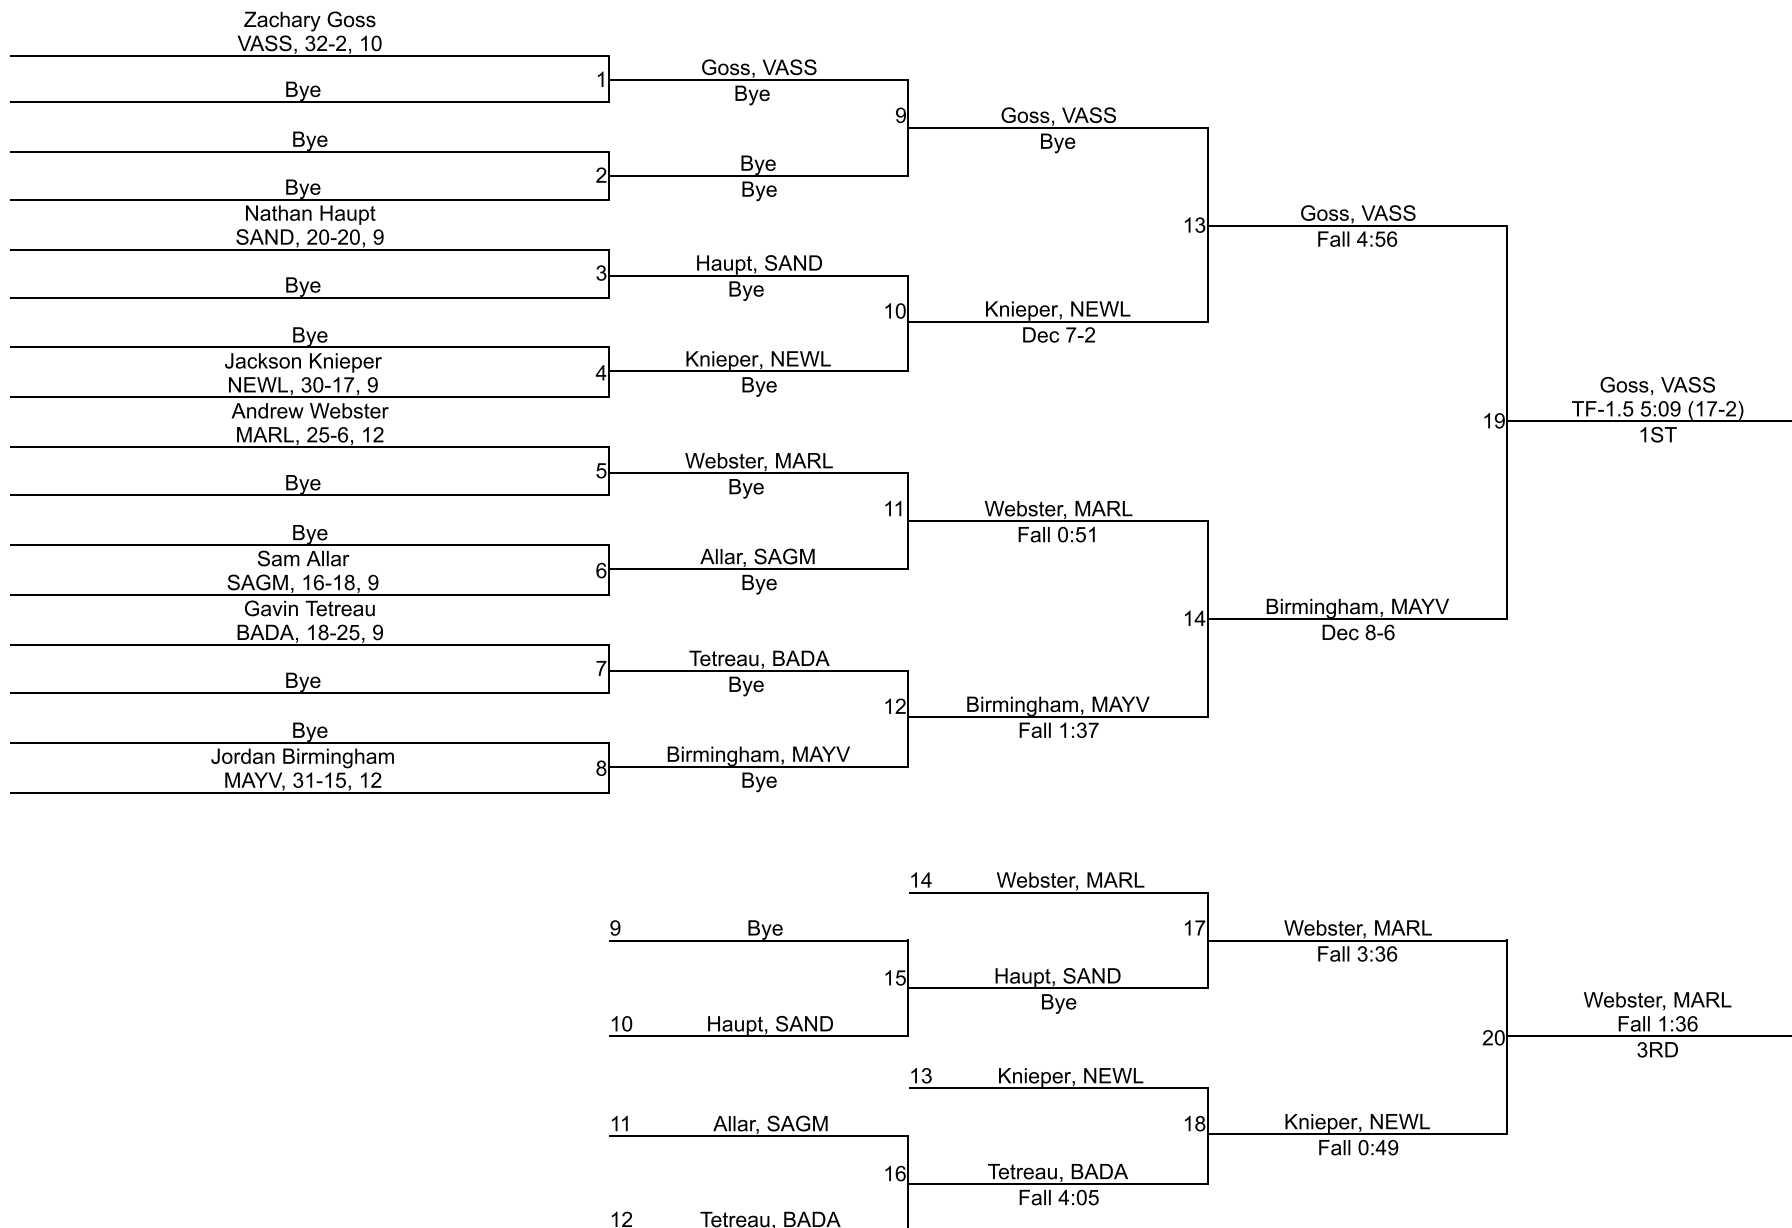 Zachary Goss
VASS, 32-2, 10
Bye
1
Goss, VASS
Bye
9
Goss, VASS
Bye
Bye
Bye
2
Bye
Bye
13
Goss, VASS
Fall 4:56
Nathan Haupt
SAND, 20-20, 9
Bye
3
Haupt, SAND
Bye
10
Knieper, NEWL
Dec 7-2
Bye
Jackson Knieper
NEWL, 30-17, 9
4
Knieper, NEWL
Bye
19
Goss, VASS
TF-1.5 5:09 (17-2)
1ST
Andrew Webster
MARL, 25-6, 12
Bye
5
Webster, MARL
Bye
11
Webster, MARL
Fall 0:51
Bye
Sam Allar
SAGM, 16-18, 9
6
Allar, SAGM
Bye
14
Birmingham, MAYV
Dec 8-6
Gavin Tetreau
BADA, 18-25, 9
Bye
7
Tetreau, BADA
Bye
12
Birmingham, MAYV
Fall 1:37
Bye
Jordan Birmingham
MAYV, 31-15, 12
8
Birmingham, MAYV
Bye
14 Webster, MARL
9 Bye
17
Webster, MARL
Fall 3:36
15
Haupt, SAND
Bye
10 Haupt, SAND
20
Webster, MARL
Fall 1:36
3RD
13 Knieper, NEWL
11 Allar, SAGM
18
Knieper, NEWL
Fall 0:49
16
Tetreau, BADA
Fall 4:05
12 Tetreau, BADA